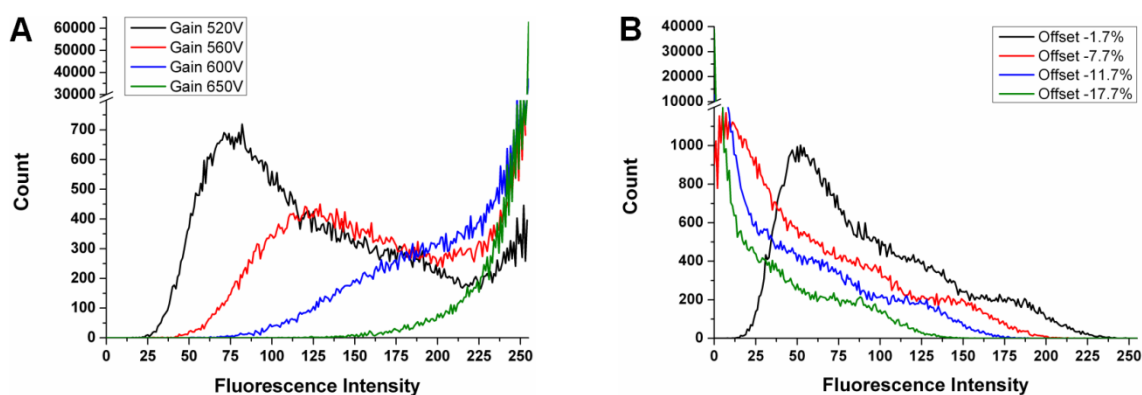 A
60000
50000
40000
30000
700
600
500
400
300
200
100
0
Count
Gain 520V
Gain 560V
Gain 600V
Gain 650V
0 25 50 75 100 125 150 175 200 225 250
Fluorescence Intensity
B
40000
30000
20000
10000
1000
800
600
400
200
0
Count
Offset -1.7%
Offset -7.7%
Offset -11.7%
Offset -17.7%
0 25 50 75 100 125 150 175 200 225 250
Fluorescence Intensity